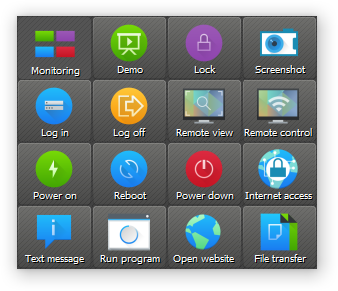 Monitoring
Demo
Lock
Screenshot
Log in
Log off
Remote view
Remote control
Power on
Reboot
Power down
Internet access
Text message
Run program
Open website
File transfer